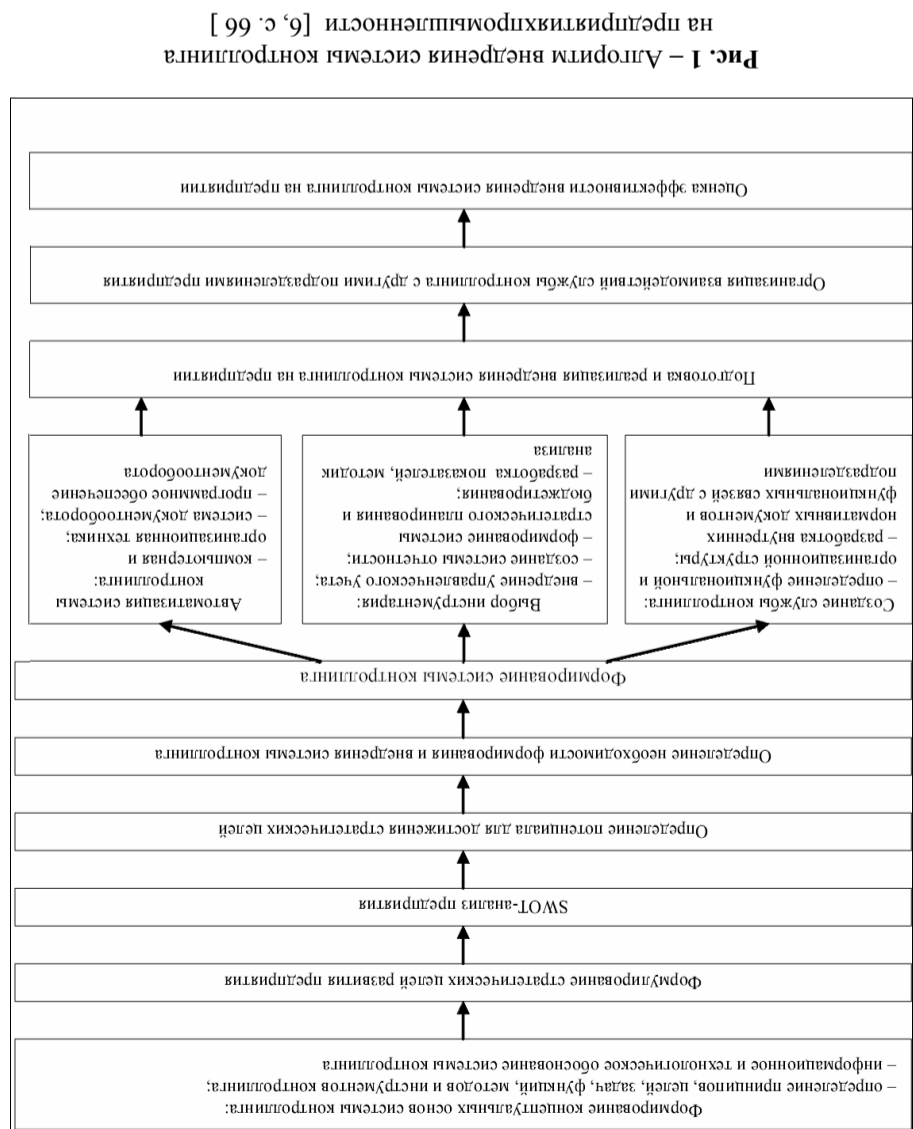 Формирование концептуальных основ системы контроллинга:
– определение принципов, целей, задач, функций, методов и инструментов контроллинга;
– информационное и технологическое обоснование системы контроллинга
Формулирование стратегических целей развития предприятия
SWOT-анализ предприятия
Определение потенциала для достижения стратегических целей
Определение необходимости формирования и внедрения системы контроллинга
Формирование системы контроллинга
Создание службы контроллинга:
– определение функциональной и
организационной структуры;
– разработка внутренних
нормативных документов и
функциональных связей с другими
подразделениями
Выбор инструментария:
– внедрение управленческого учета;
– создание системы отчетности;
– формирование системы
стратегического планирования и
бюджетирования;
– разработка показателей, методик
анализа
Автоматизация системы
контроллинга:
– компьютерная и
организационная техника;
– система документооборота;
– программное обеспечение
документооборота
Подготовка и реализация внедрения системы контроллинга на предприятии
Организация взаимодействий службы контроллинга с другими подразделениями предприятия
Оценка эффективности внедрения системы контроллинга на предприятии
Рис. 1 – Алгоритм внедрения системы контроллинга
на предприятияхпромышленности [6, с. 66 ]